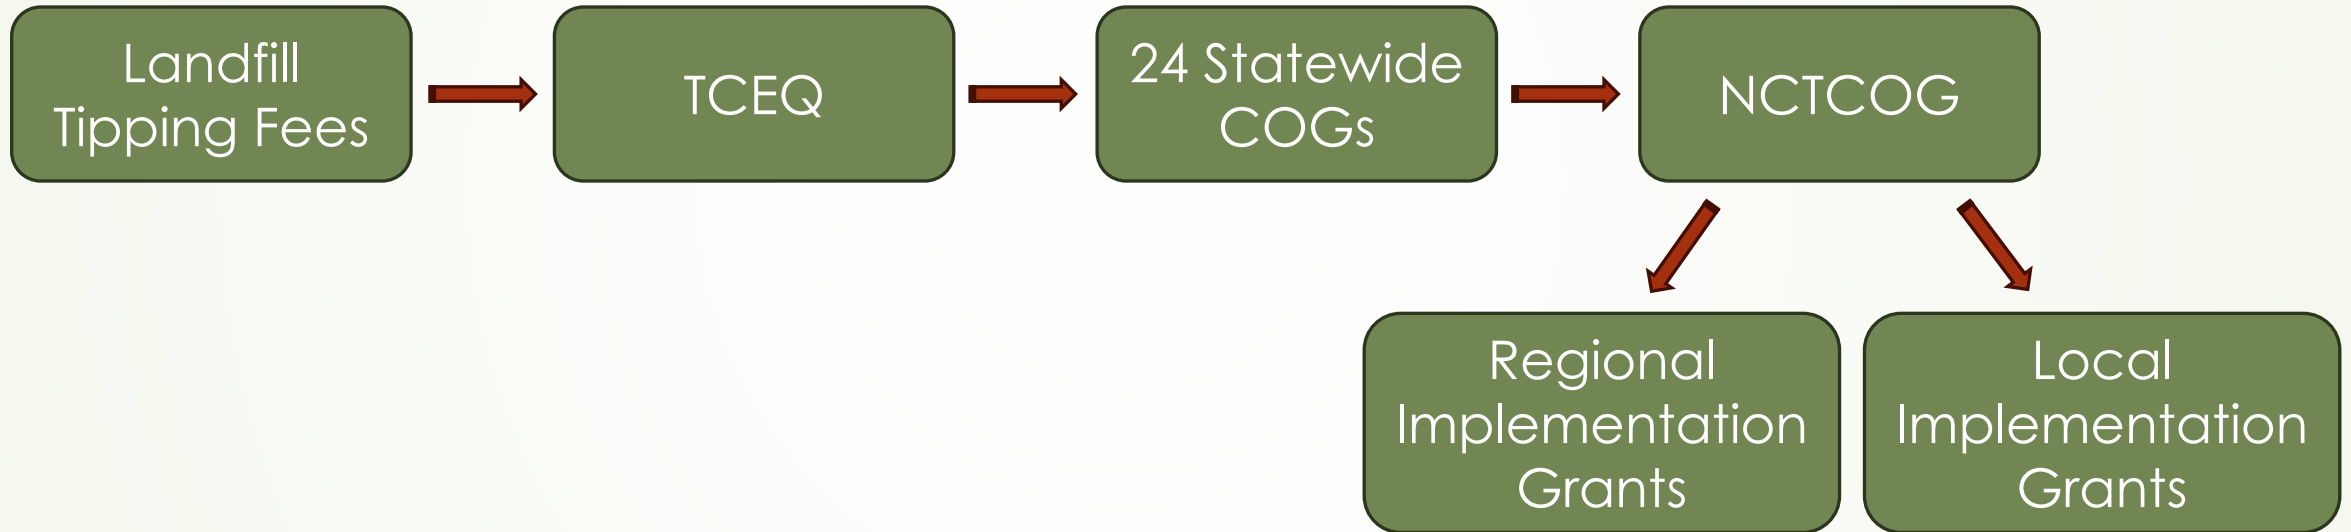 Landfill
Tipping Fees
TCEQ
24 Statewide
COGs
NCTCOG
Regional
Implementation
Grants
Local
Implementation
Grants